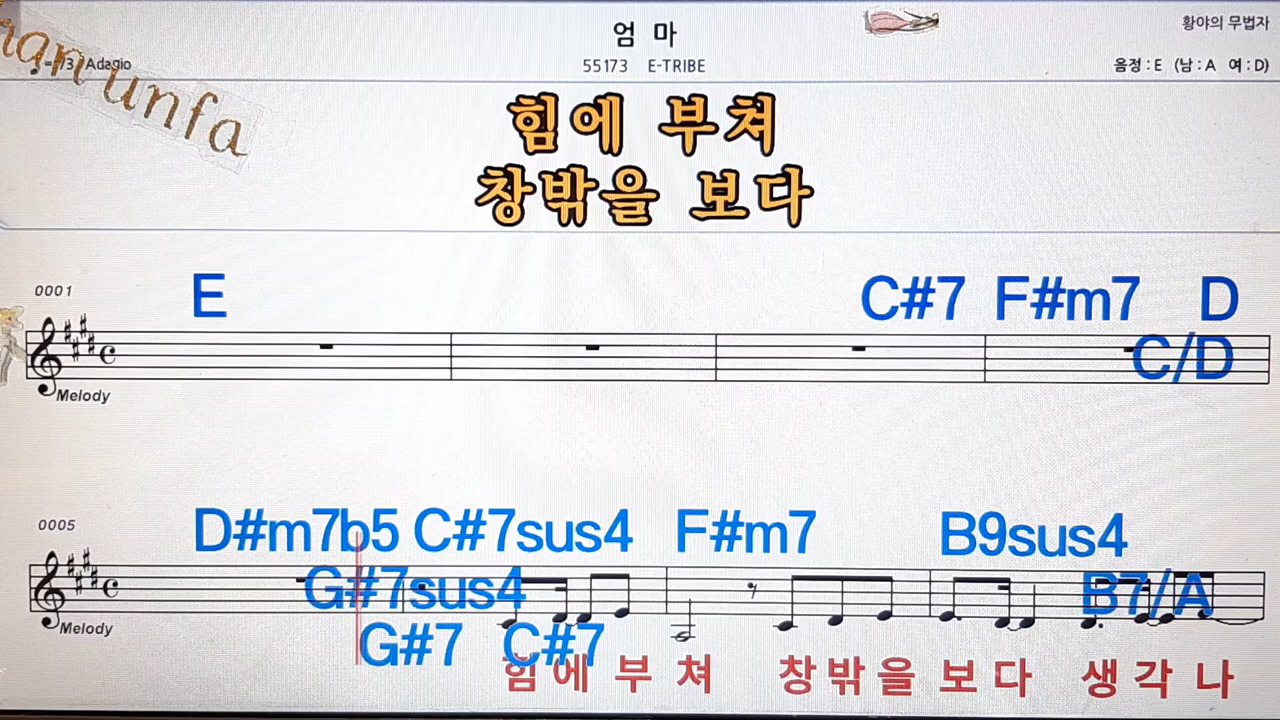 엄 마
황야의 무법자
han unfa
♩=73 Adagio
55173 E-TRIBE
음정 : E (남 : A 여 : D)
힘에 부쳐
창밖을 보다
0001
E C#7 F#m7 D
C/D
Melody
0005
D#m7b5 C#7sus4 F#m7 B9sus4
G#7sus4 B7/A
Melody
G#7 C#7
힘에 부 쳐 창밖을 보다 생각 나